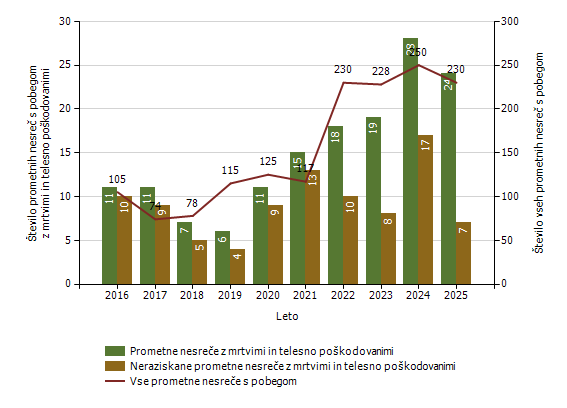 Število prometnih nesreč s pobegom
z mrtvimi in telesno poškodovanimi
Število vseh prometnih nesreč s pobegom
30 300
25 250
20 200
15 150
10 100
5 50
0 0
105 74 78 115 125 117 230 228 250 230
11 11 7 6 11 15 18 19 28 24
10 9 5 4 9 13 10 8 17 7
2016 2017 2018 2019 2020 2021 2022 2023 2024 2025
Leto
Prometne nesreče z mrtvimi in telesno poškodovanimi
Neraziskane prometne nesreče z mrtvimi in telesno poškodovanimi
Vse prometne nesreče s pobegom